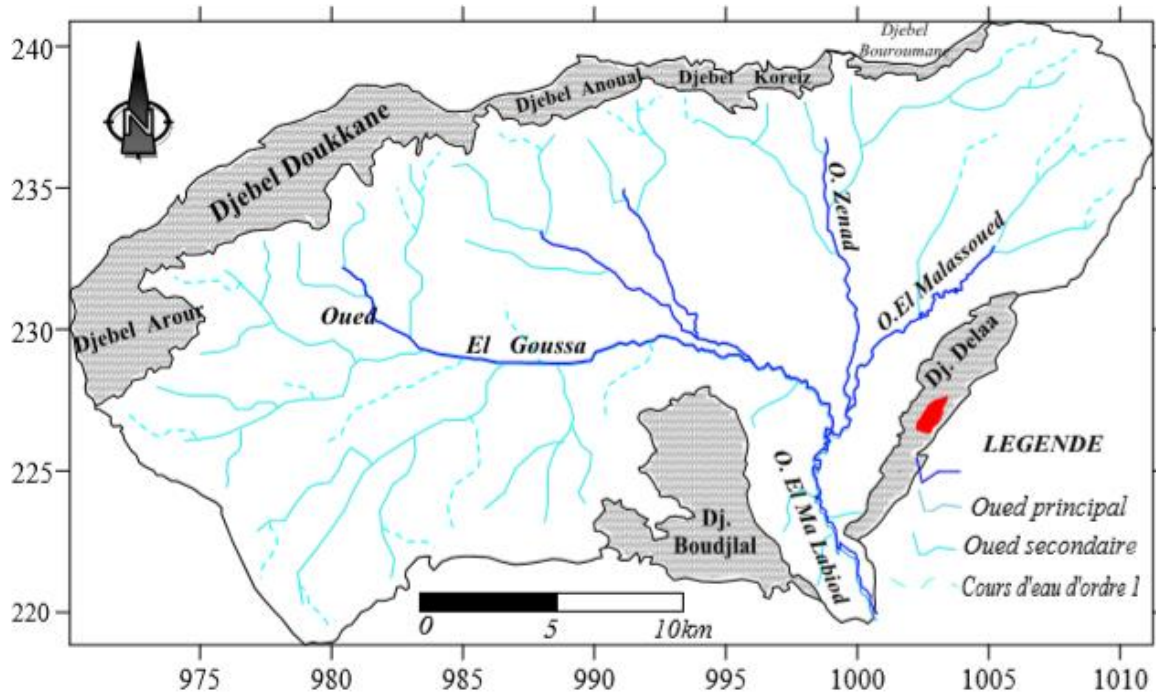 240
235
230
225
220
N
Djebel
Bouroumane
Djebel Anoual
Djebel Koreiz
Djebel Doukkane
O. Zenad
O.El Malassoued
Djebel Arour
Oued
El Goussa
Dj. Delaa
Dj.
Boudjlal
O. El Ma Labiod
LEGENDE
Oued principal
Oued secondaire
Cours d'eau d'ordre 1
0 5 10km
975 980 985 990 995 1000 1005 1010